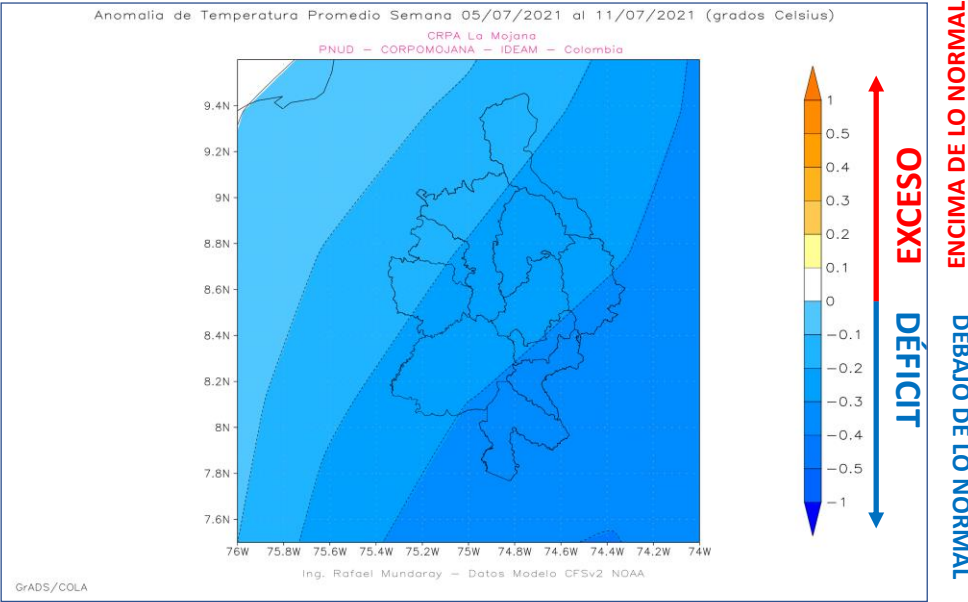 Anomalia de Temperatura Promedio Semana 05/07/2021 al 11/07/2021 (grados Celsius)
CRPA La Mojana
PNUD – CORPOMOJANA – IDEAM – Colombia
9.4N
9.2N
9N
8.8N
8.6N
8.4N
8.2N
8N
7.8N
7.6N
76W 75.8W 75.6W 75.4W 75.2W 75W 74.8W 74.6W 74.4W 74.2W 74W
1
0.5
0.4
0.3
0.2
0.1
0
−0.1
−0.2
−0.3
−0.4
−0.5
−1
EXCESO
DÉFICIT
ENCIMA DE LO NORMAL
DEBAJO DE LO NORMAL
Ing. Rafael Mundaray – Datos Modelo CFSv2 NOAA
GrADS/COLA